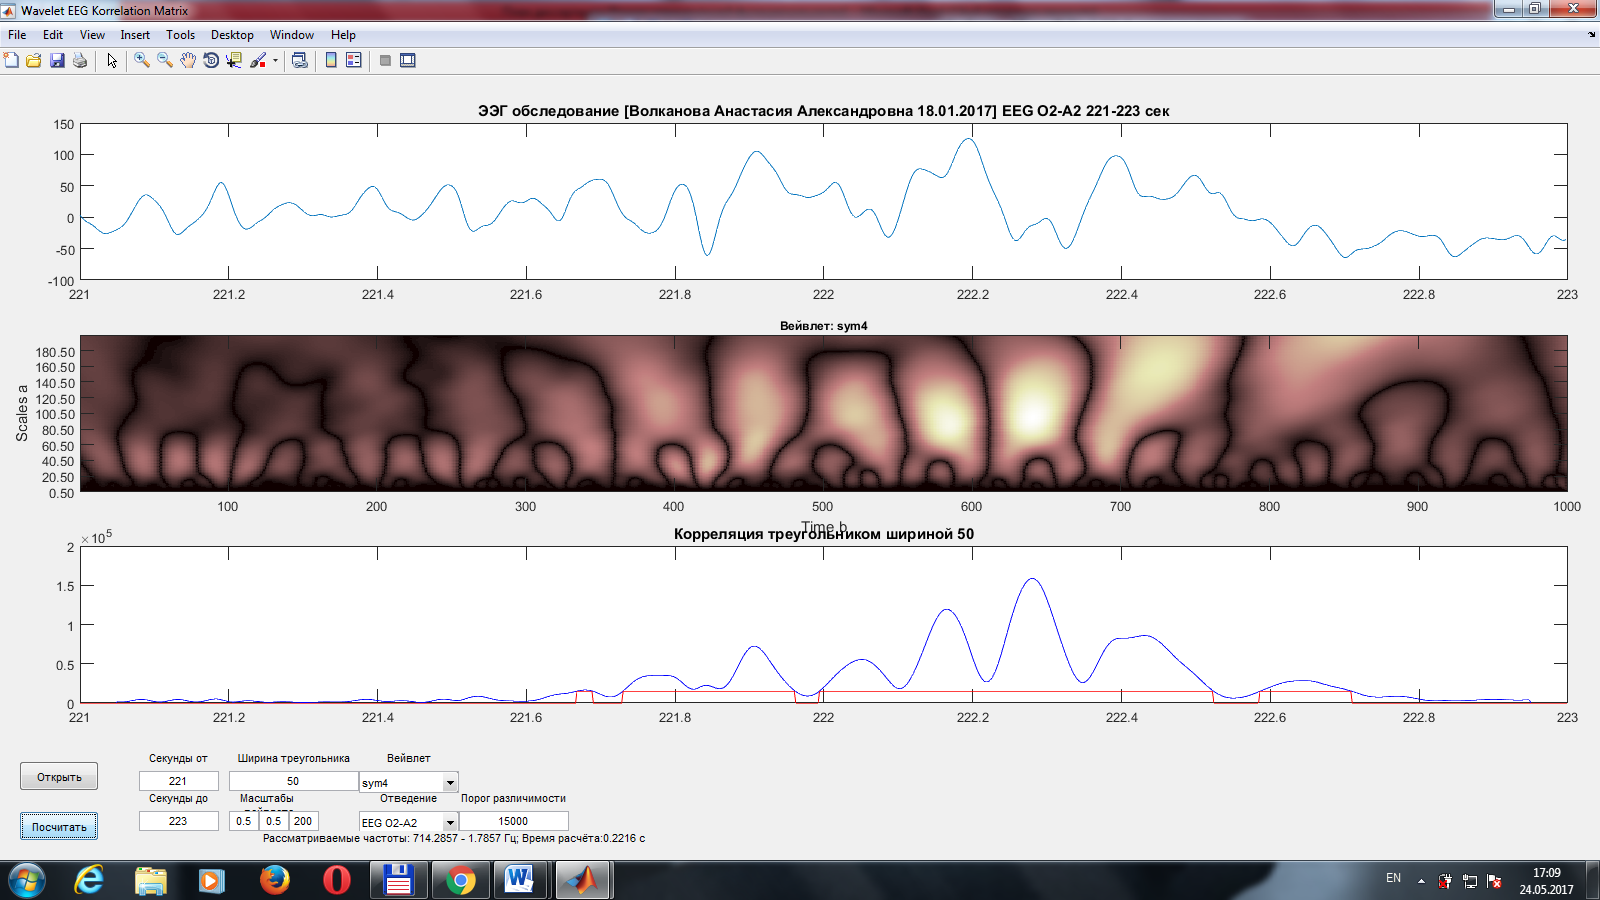 Wavelet EEG Korrelation Matrix
File Edit View Insert Tools Desktop Window Help
ЭЭГ обследование [Волканова Анастасия Александровна 18.01.2017] EEG O2-A2 221-223 сек
150
100
50
0
-50
-100
221 221.2 221.4 221.6 221.8 222 222.2 222.4 222.6 222.8 223
Вейвлет: sym4
Scales a
180.50
160.50
140.50
120.50
100.50
80.50
60.50
40.50
20.50
0.50
100 200 300 400 500 600 700 800 900 1000
Time b
Корреляция треугольником шириной 50
×10^5
2
1.5
1
0.5
0
221 221.2 221.4 221.6 221.8 222 222.2 222.4 222.6 222.8 223
Секунды от Ширина треугольника Вейвлет
Открыть 221 50 sym4
Секунды до Масштабы Отведение Порог различимости
Посчитать 223 0.5 0.5 200 EEG O2-A2 15000
Рассматриваемые частоты: 714.2857 - 1.7857 Гц; Время расчёта:0.2216 с
EN
17:09
24.05.2017